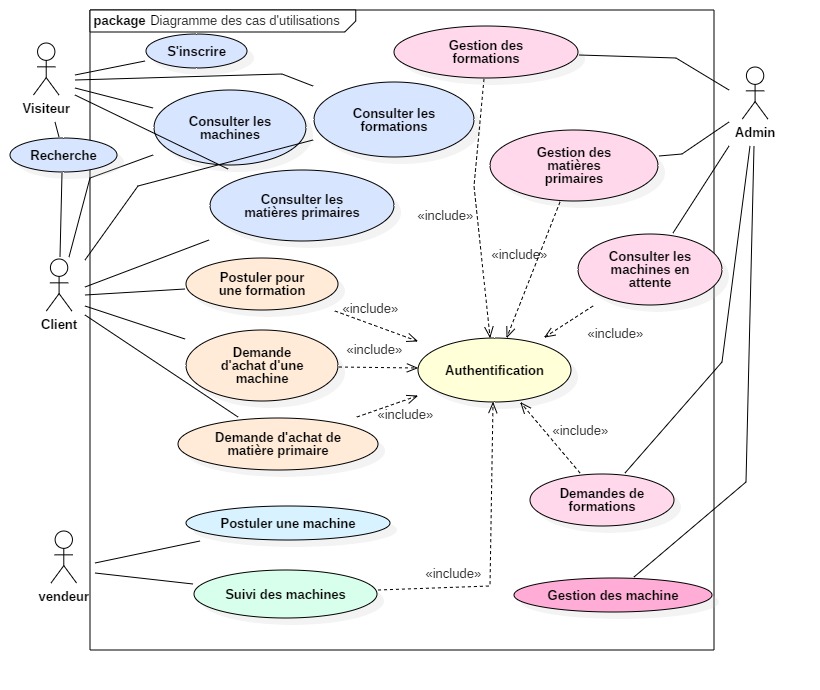 package Diagramme des cas d'utilisations
S'inscrire
Gestion des
formations
Visiteur
Consulter les
machines
Consulter les
formations
Admin
Recherche
Gestion des
matières
primaires
Consulter les
matières primaires
«include»
«include»
Consulter les
machines en
attente
Postuler pour
une formation
Client
«include»
«include»
Demande
d'achat d'une
machine
«include»
Authentification
Demande d'achat de
matière primaire
«include»
«include»
Demandes de
formations
Postuler une machine
vendeur
«include»
Suivi des machines
Gestion des machine